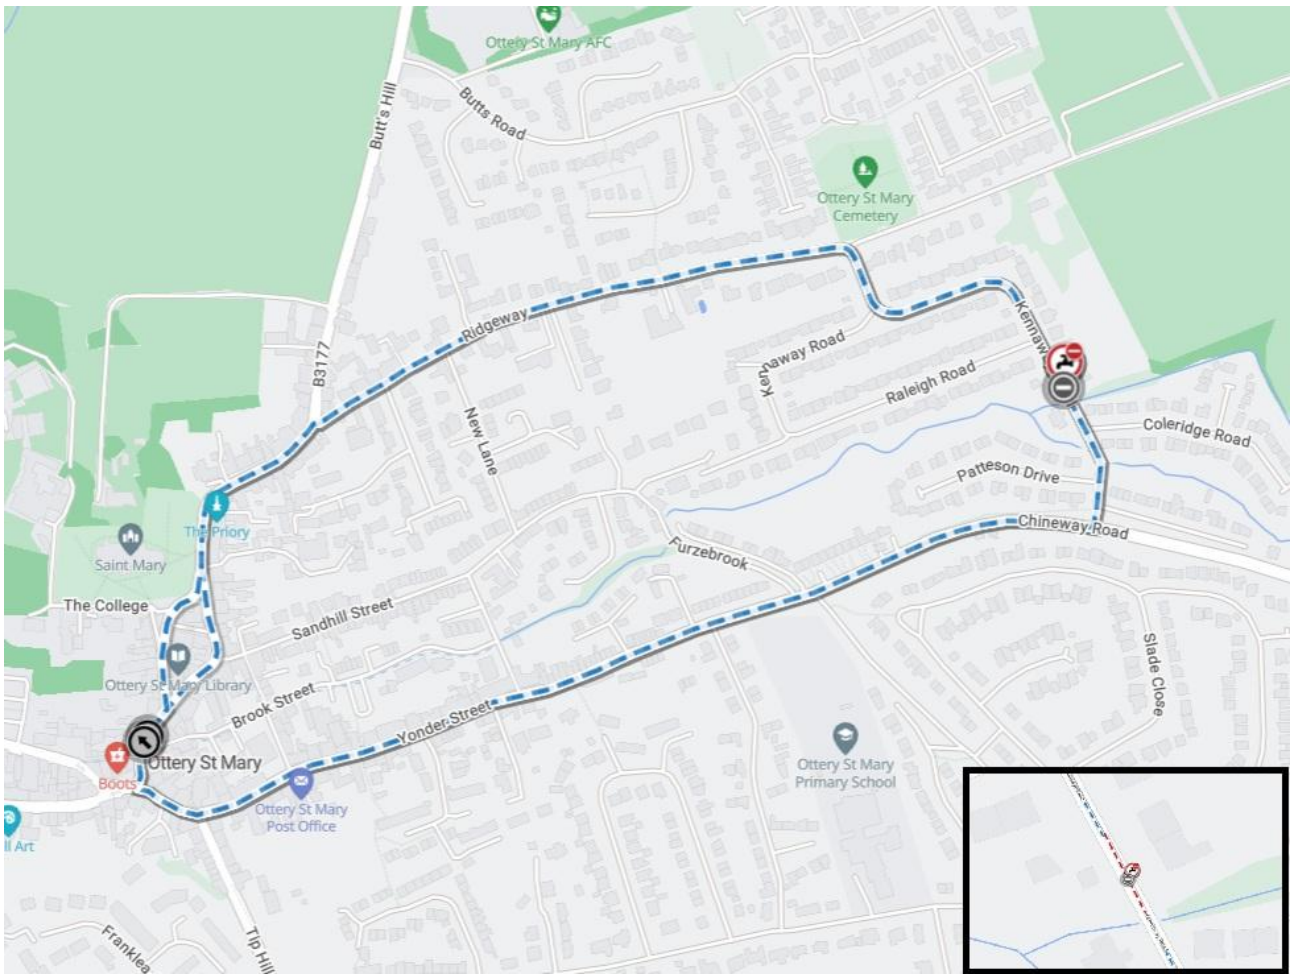 Ottery St Mary AFC
Butt's Hill
Butts Road
Ottery St Mary
Cemetery
Ridgeway
B3177
Kennaway Road
Kennaw
Raleigh Road
New Lane
Coleridge Road
Patteson Drive
The Priory
Chineway Road
Saint Mary
Furzebrook
The College
Sandhill Street
Slade Close
Ottery St Mary Library
Brook Street
Yonder Street
Ottery St Mary
Boots
Ottery St Mary
Post Office
Ottery St Mary
Primary School
ll Art
Franklea
Tip Hill